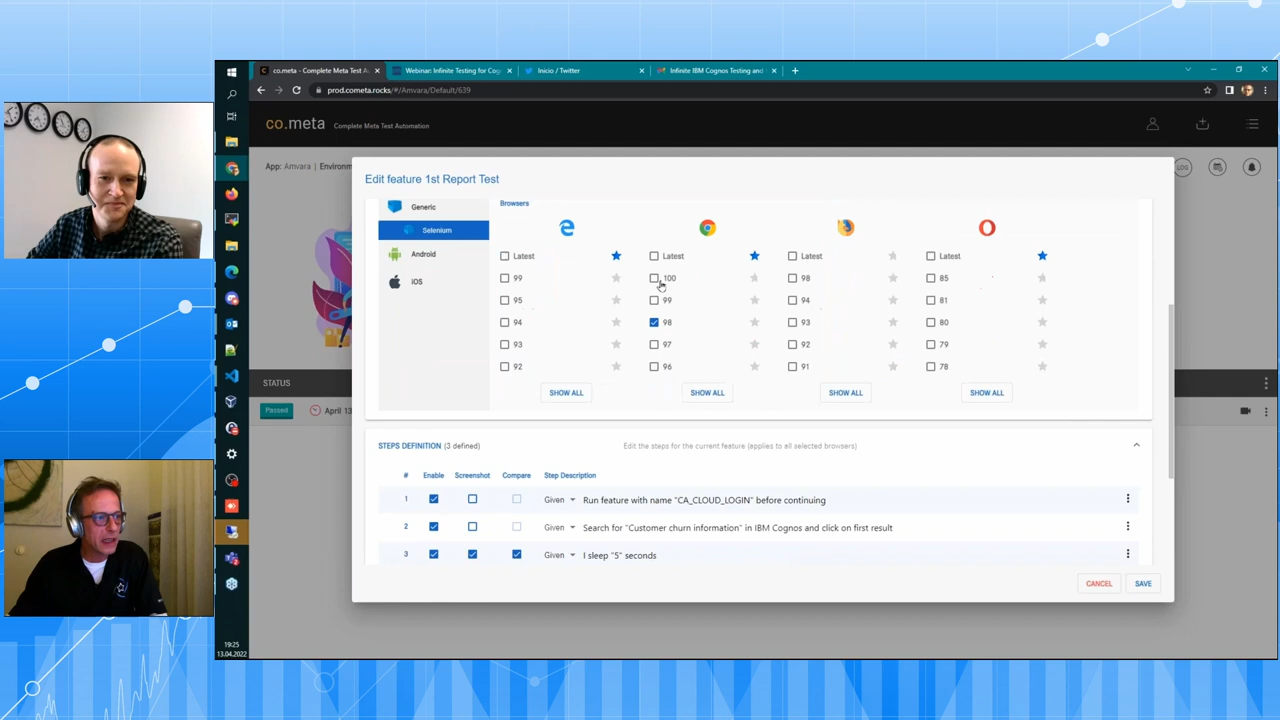 co.meta - Complete Meta Test A
Webinar: Infinite Testing for Cog
Inicio / Twitter
Infinite IBM Cognos Testing and
prod.cometa.rocks/#/Amvara/Default/639
co.meta Complete Meta Test Automation
App: Amvara | Environm
LOG
Edit feature 1st Report Test
Generic
Selenium
Android
iOS
Browsers
Latest Latest Latest Latest
99 100 98 85
95 99 94 81
94 98 93 80
93 97 92 79
92 96 91 78
SHOW ALL SHOW ALL SHOW ALL SHOW ALL
STATUS
Passed April 13
STEPS DEFINITION (3 defined) Edit the steps for the current feature (applies to all selected browsers)
# Enable Screenshot Compare Step Description
1 Given Run feature with name "CA_CLOUD_LOGIN" before continuing
2 Given Search for "Customer churn information" in IBM Cognos and click on first result
3 Given I sleep "5" seconds
CANCEL SAVE
19:25
13.04.2022